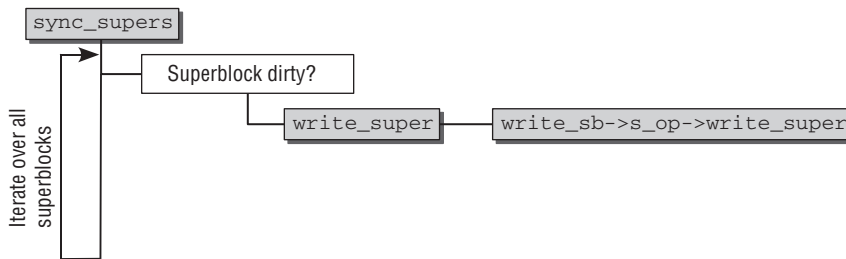 sync_supers
Superblock dirty?
write_super
write_sb->s_op->write_super
Iterate over all
superblocks